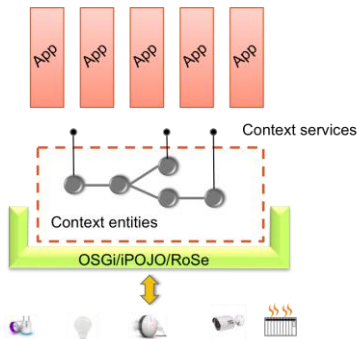 App
App
App
App
App
Context services
Context entities
OSGi/iPOJO/RoSe